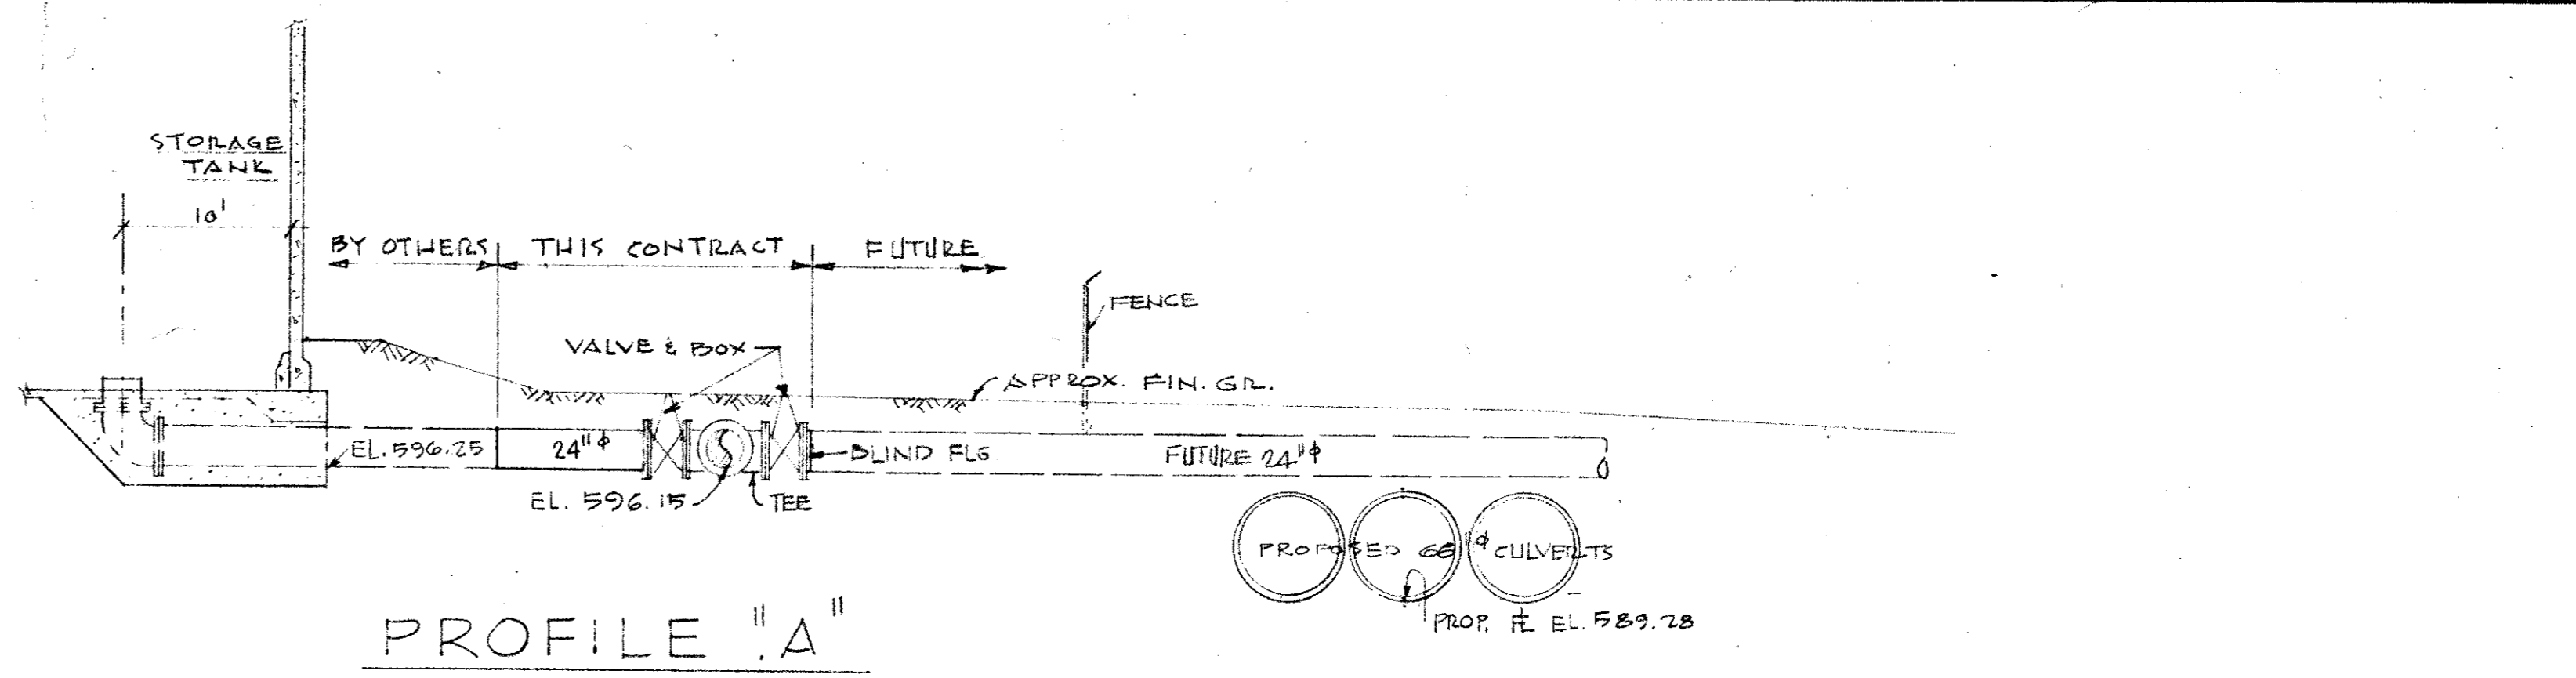 STORAGE
TANK
10'
BY OTHERS
THIS CONTRACT
FUTURE
FENCE
VALVE & BOX
APPROX. FIN. GR.
EL. 596.25
24"φ
BLIND FLG.
FUTURE 24"φ
EL. 596.15
TEE
PROPOSED 66"φ CULVERTS
PROP. FL EL. 589.28
PROFILE "A"